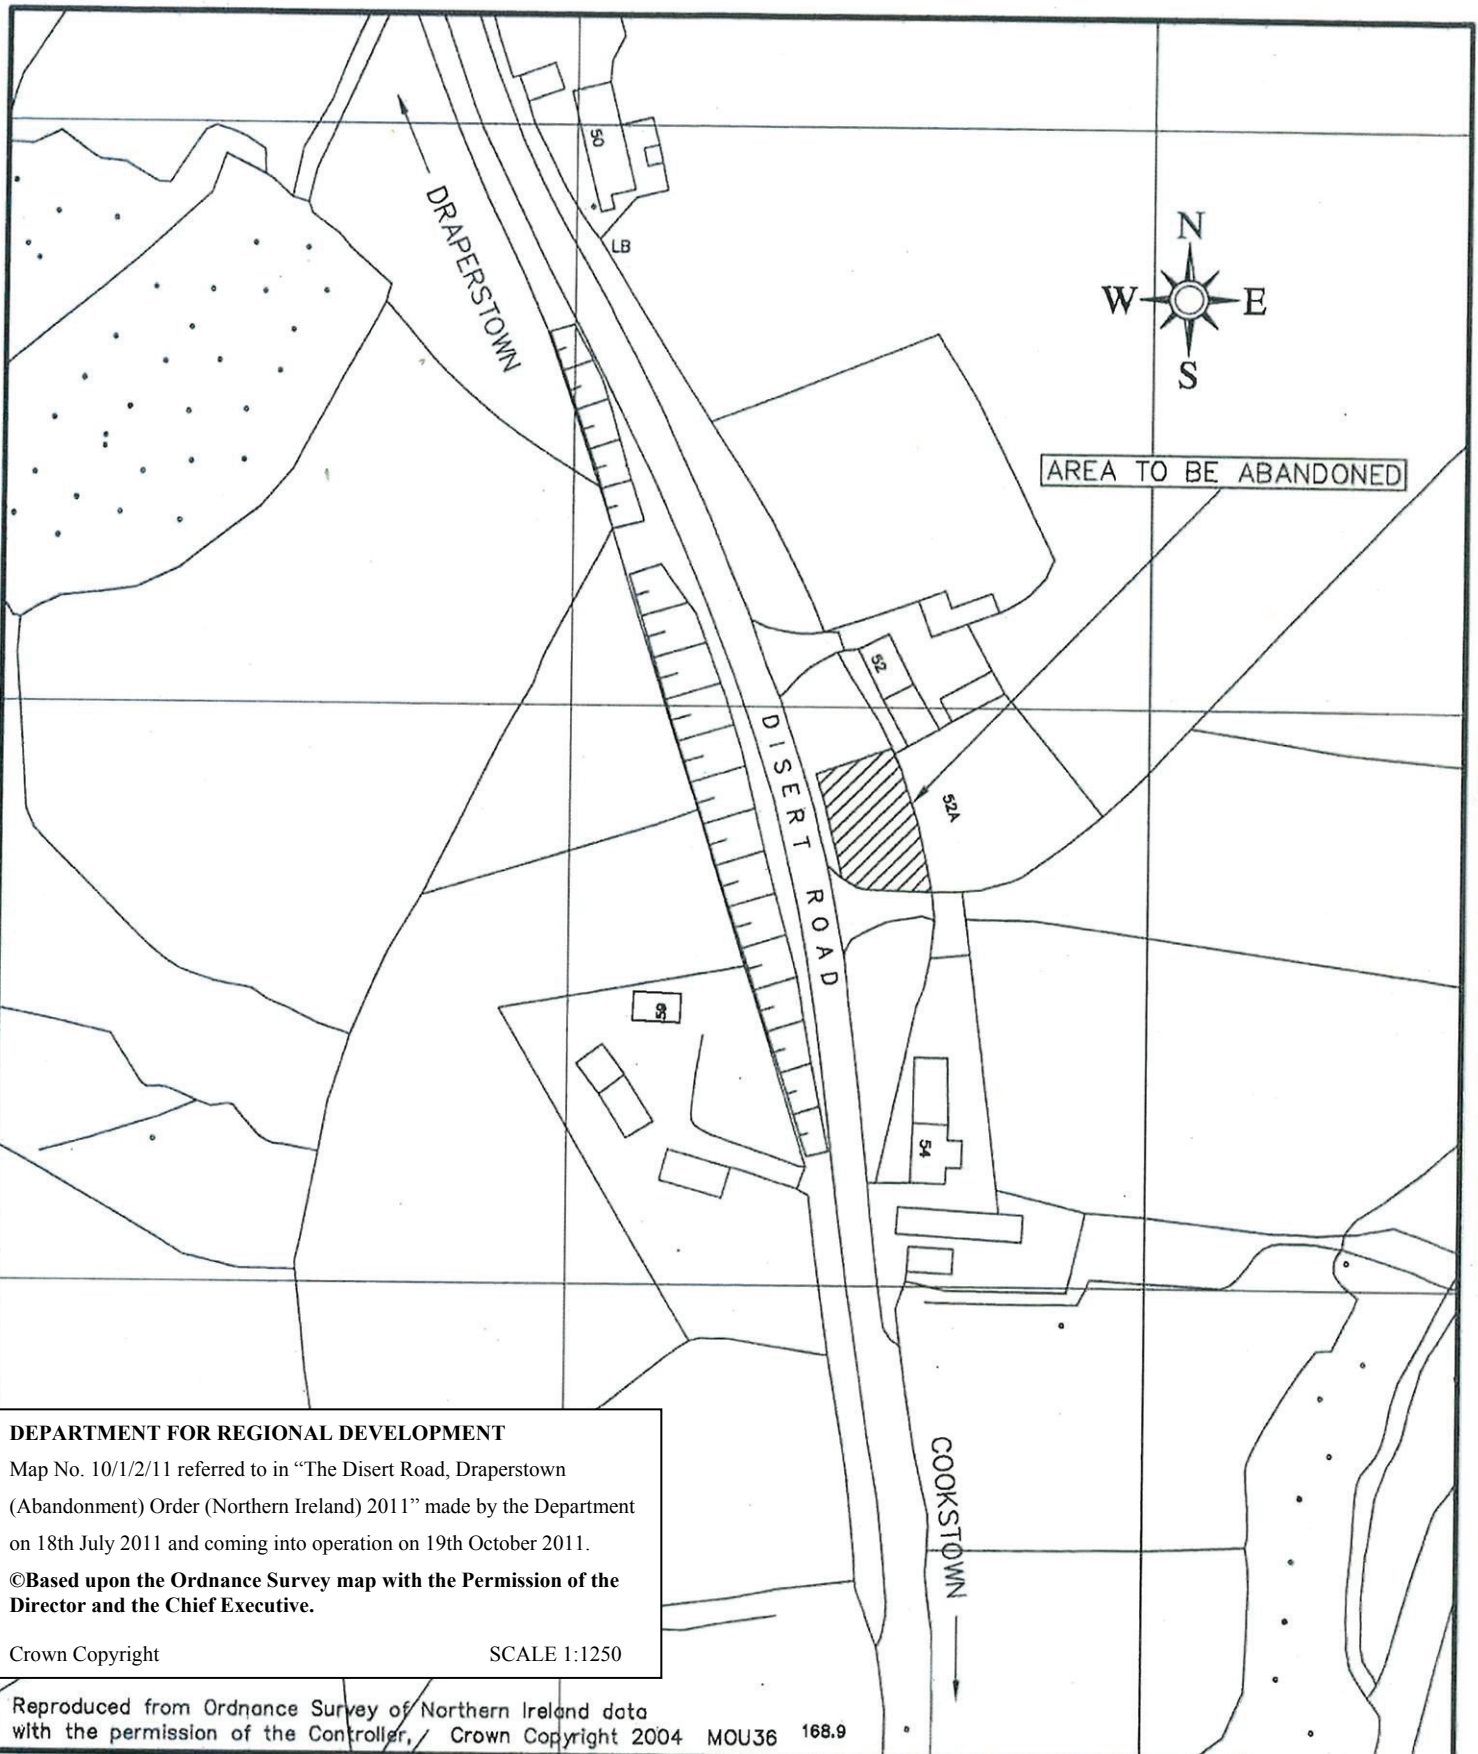 50
LB
DRAPERSTOWN
N
W E
S
AREA TO BE ABANDONED
52
DISERT ROAD
52A
59
54
COOKSTOWN
DEPARTMENT FOR REGIONAL DEVELOPMENT
Map No. 10/1/2/11 referred to in “The Disert Road, Draperstown
(Abandonment) Order (Northern Ireland) 2011” made by the Department
on 18th July 2011 and coming into operation on 19th October 2011.
©Based upon the Ordnance Survey map with the Permission of the
Director and the Chief Executive.
Crown Copyright SCALE 1:1250
Reproduced from Ordnance Survey of Northern Ireland data
with the permission of the Controller, Crown Copyright 2004 MOU36 168.9